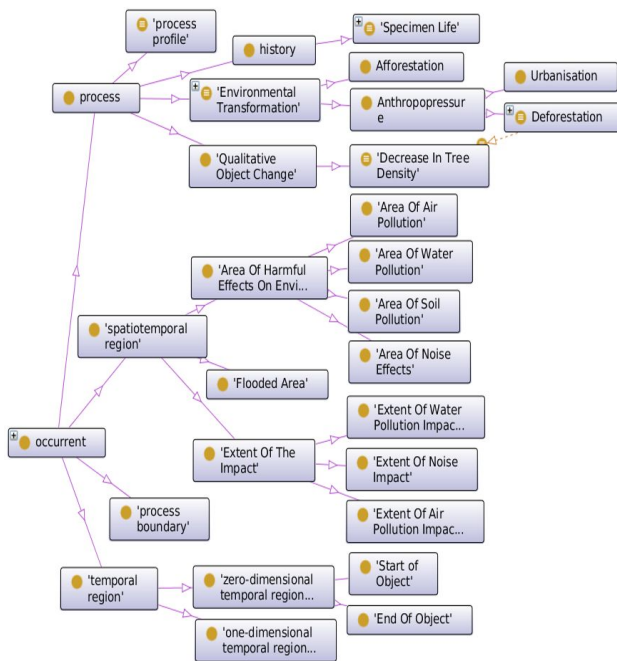 'process
profile'
history
'Specimen Life'
process
'Environmental
Transformation'
Afforestation
Anthropopressur
e
Urbanisation
Deforestation
'Qualitative
Object Change'
'Decrease In Tree
Density'
'Area Of Air
Pollution'
'Area Of Harmful
Effects On Envi...
'Area Of Water
Pollution'
'Area Of Soil
Pollution'
'Area Of Noise
Effects'
'spatiotemporal
region'
'Flooded Area'
'Extent Of Water
Pollution Impac...
occurrent
'Extent Of The
Impact'
'Extent Of Noise
Impact'
'Extent Of Air
Pollution Impac...
'process
boundary'
'temporal
region'
'zero-dimensional
temporal region...
'Start of
Object'
'End Of Object'
'one-dimensional
temporal region...